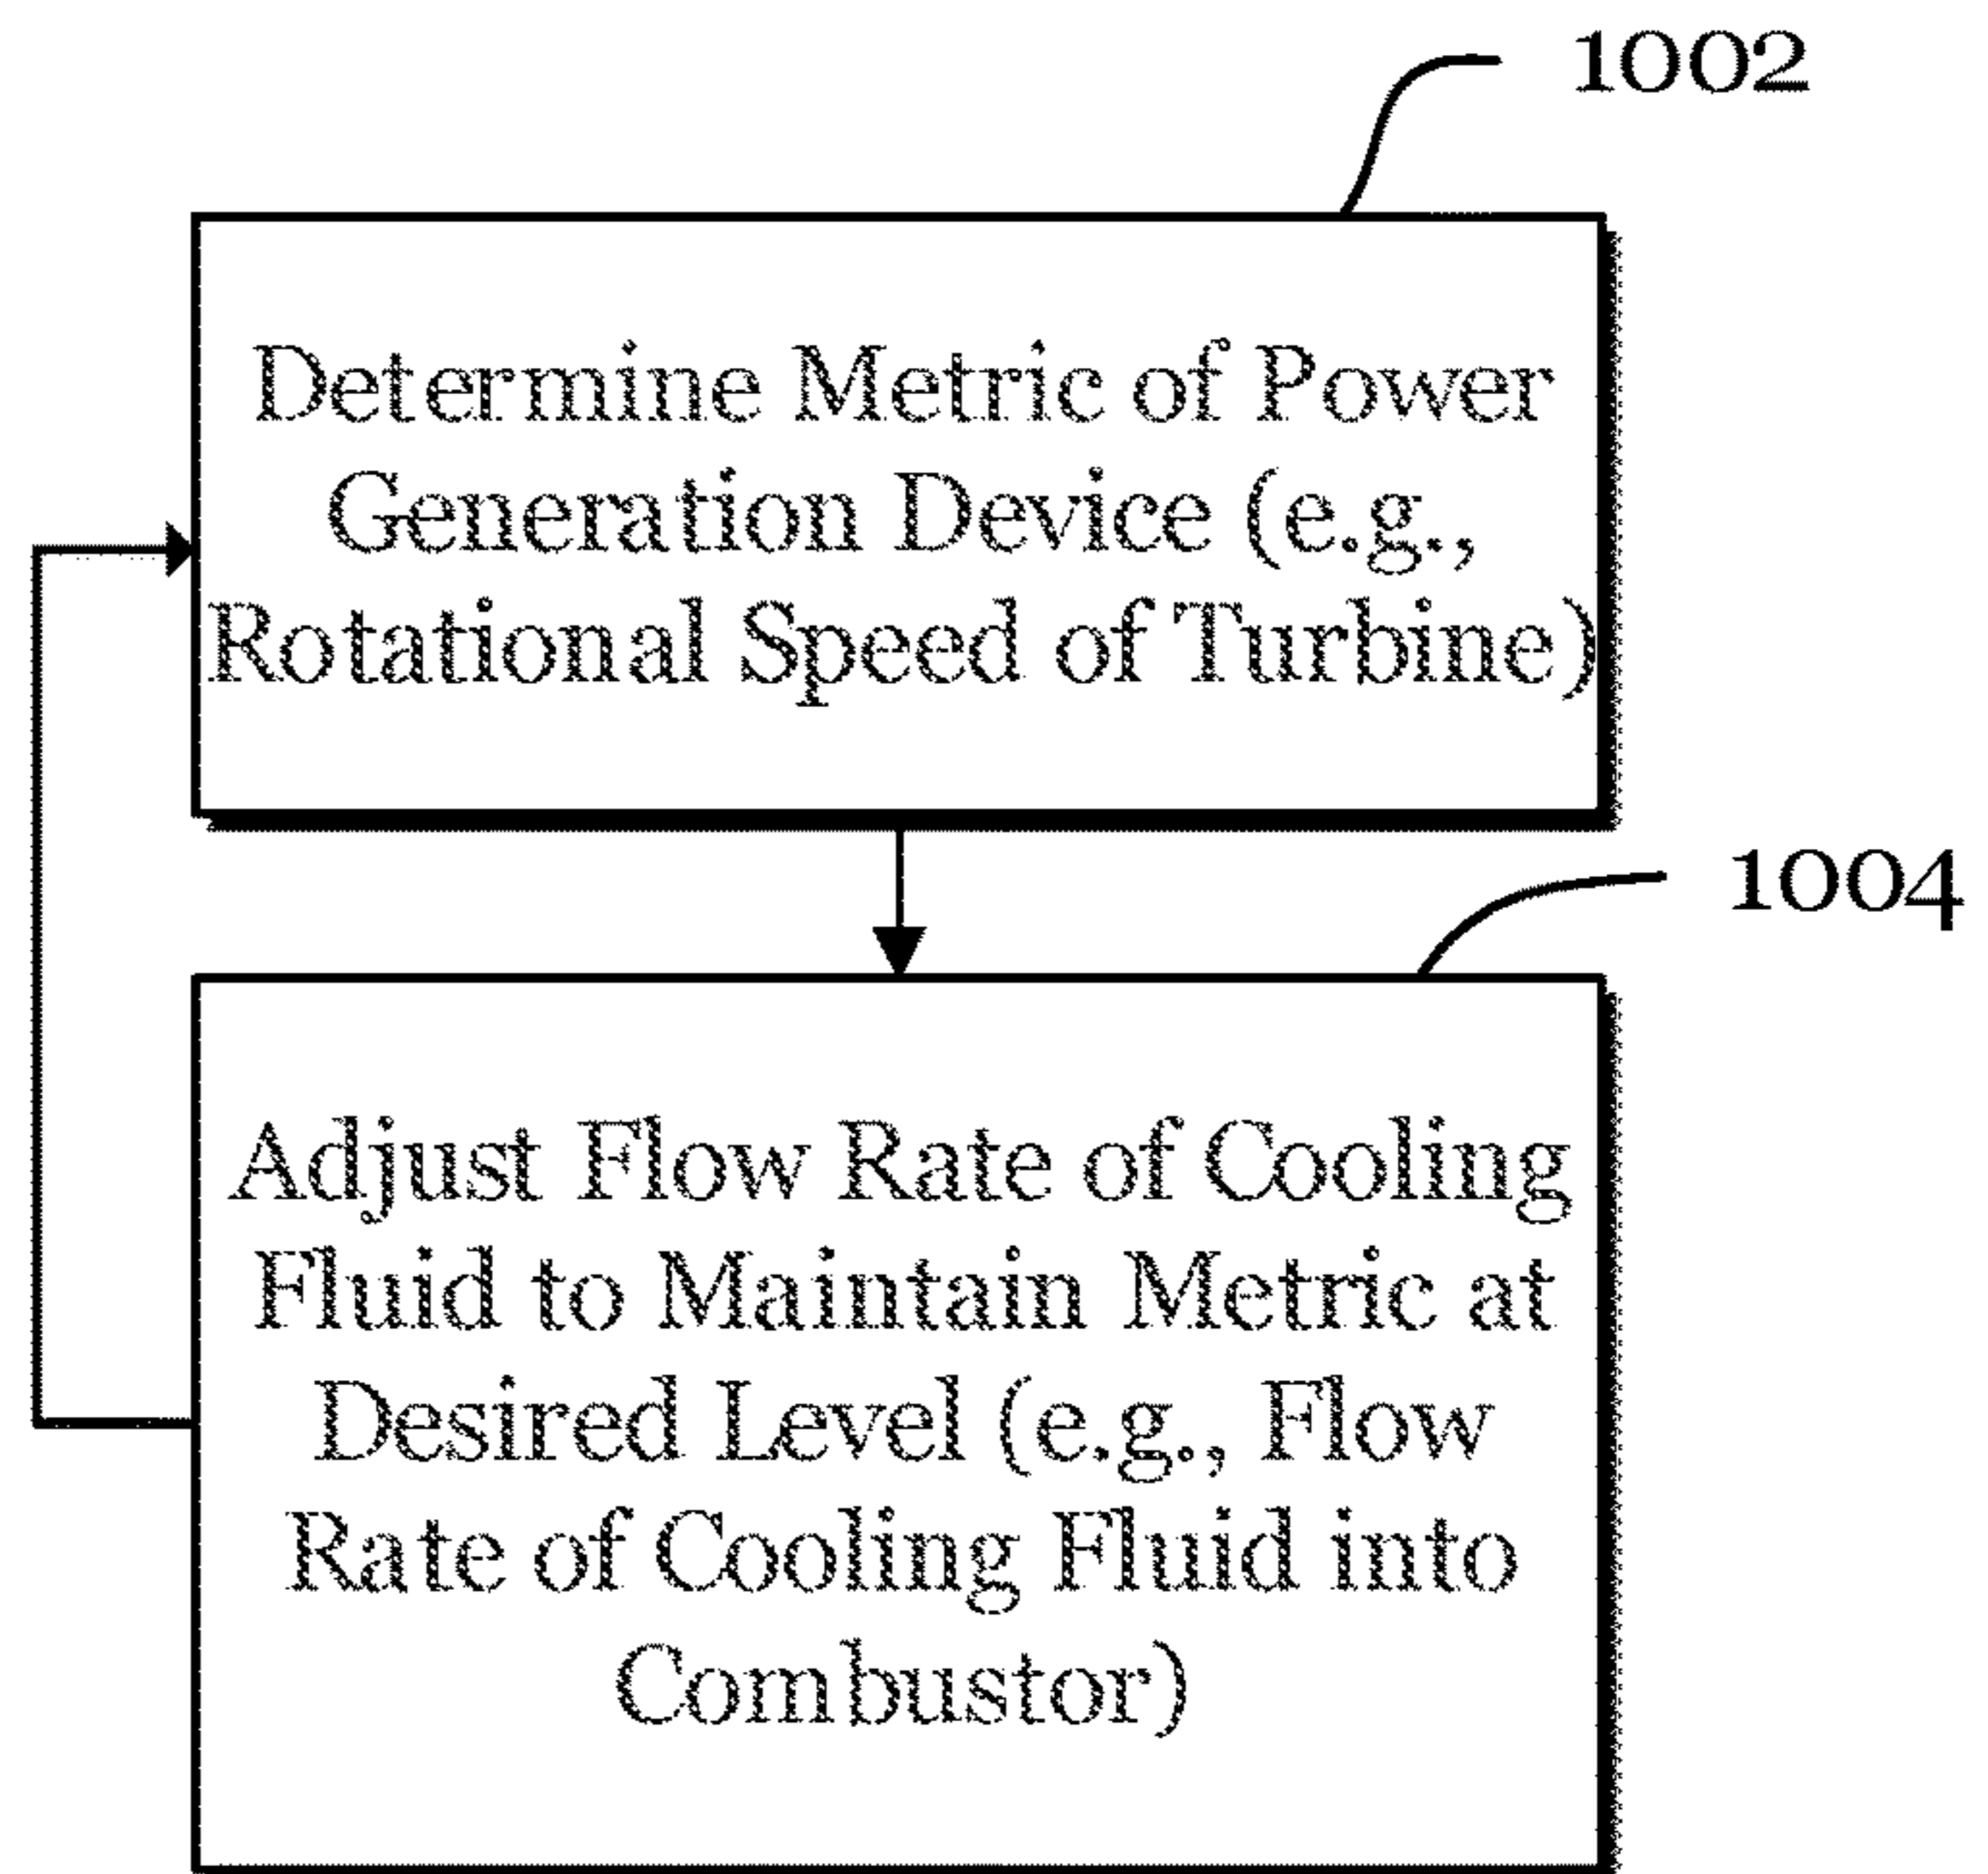 1002
Determine Metric of Power
Generation Device (e.g.,
Rotational Speed of Turbine)
1004
Adjust Flow Rate of Cooling
Fluid to Maintain Metric at
Desired Level (e.g., Flow
Rate of Cooling Fluid into
Combustor)